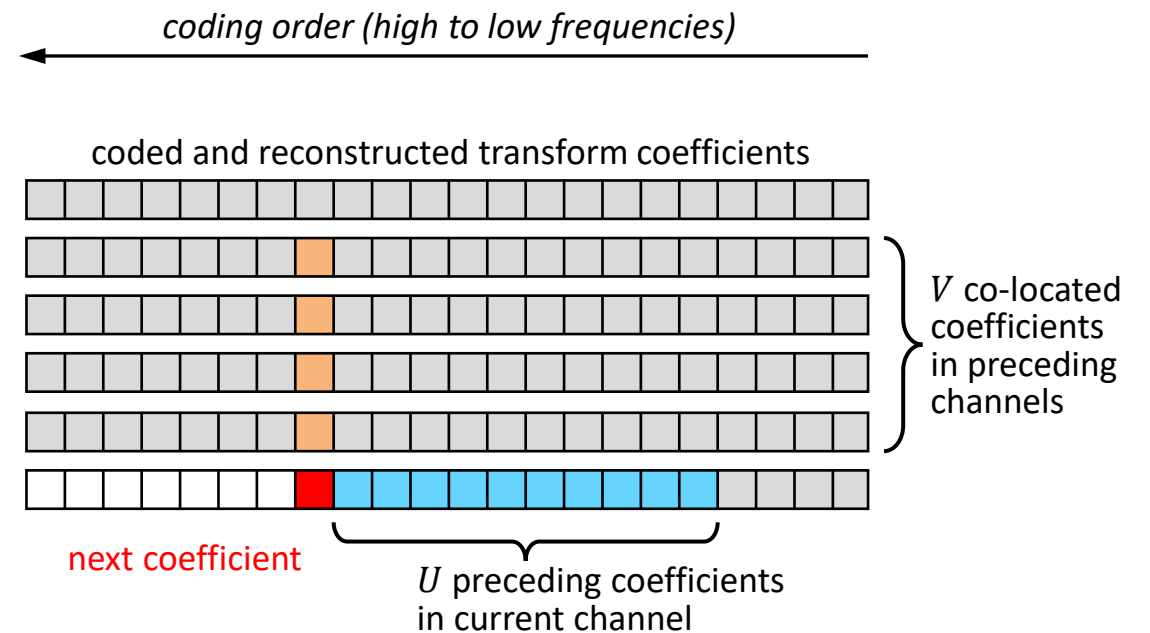 coding order (high to low frequencies)
coded and reconstructed transform coefficients
V co-located
coefficients
in preceding
channels
next coefficient
U preceding coefficients
in current channel